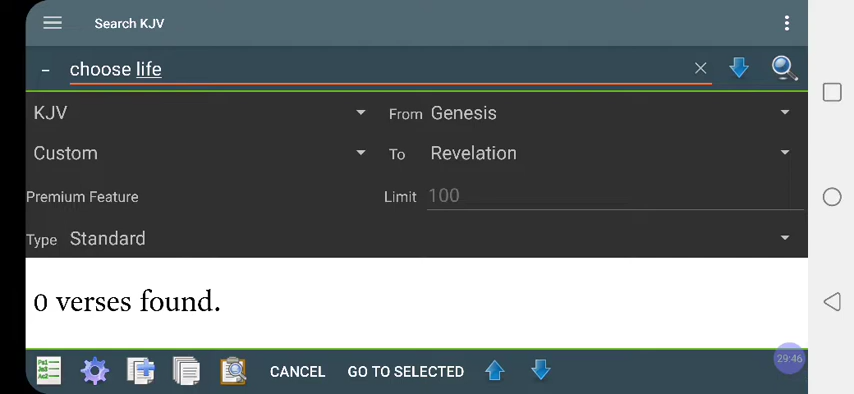 Search KJV
- choose life
KJV From Genesis
Custom To Revelation
Premium Feature Limit 100
Type Standard
0 verses found.
CANCEL GO TO SELECTED
29:46